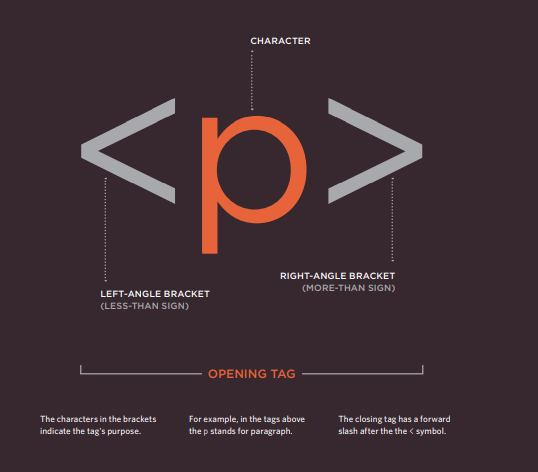 CHARACTER
<p>
RIGHT-ANGLE BRACKET
(MORE-THAN SIGN)
LEFT-ANGLE BRACKET
(LESS-THAN SIGN)
OPENING TAG
The characters in the brackets
indicate the tag's purpose.
For example, in the tags above
the p stands for paragraph.
The closing tag has a forward
slash after the the < symbol.